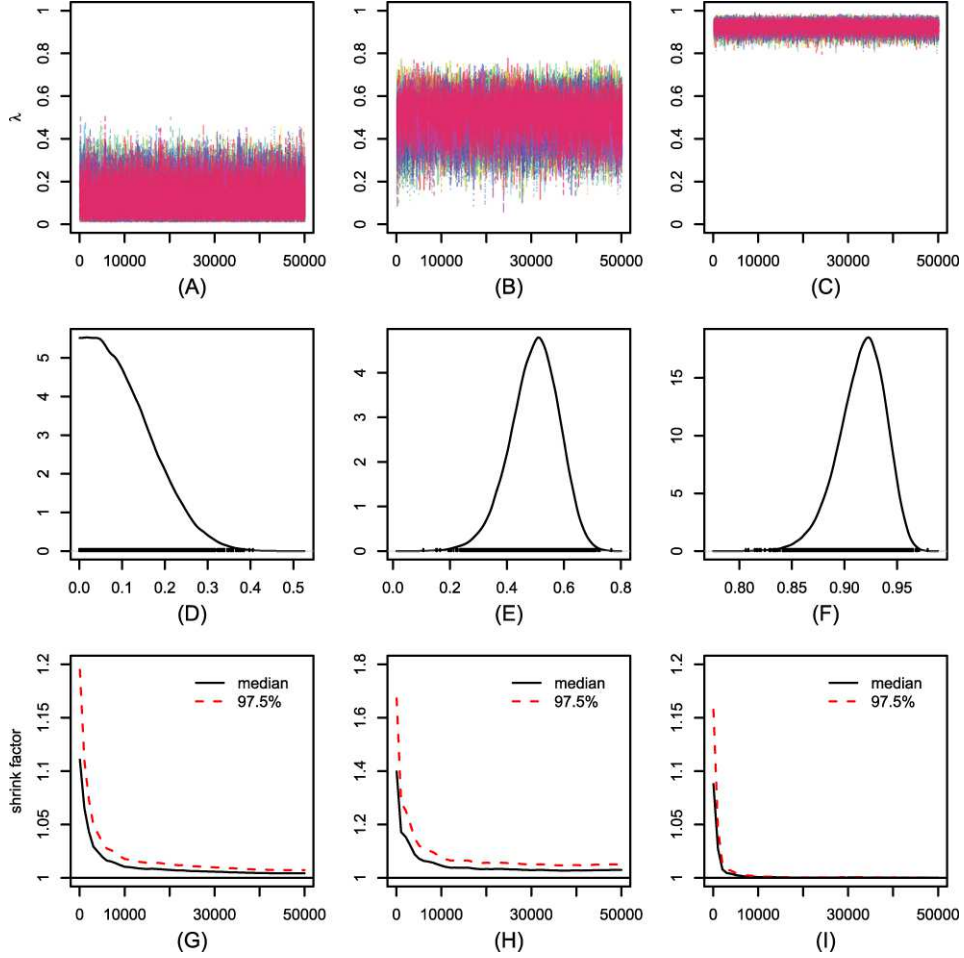 λ
0 0.2 0.4 0.6 0.8 1
0 10000 30000 50000
(A)
0 0.2 0.4 0.6 0.8 1
0 10000 30000 50000
(B)
0 0.2 0.4 0.6 0.8 1
0 10000 30000 50000
(C)
0 1 2 3 4 5
0.0 0.1 0.2 0.3 0.4 0.5
(D)
0 1 2 3 4
0.0 0.2 0.4 0.6 0.8
(E)
0 5 10 15
0.80 0.85 0.90 0.95
(F)
shrink factor
1 1.05 1.1 1.15 1.2
median
97.5%
0 10000 30000 50000
(G)
1 1.2 1.4 1.6 1.8
median
97.5%
0 10000 30000 50000
(H)
1 1.05 1.1 1.15 1.2
median
97.5%
0 10000 30000 50000
(I)